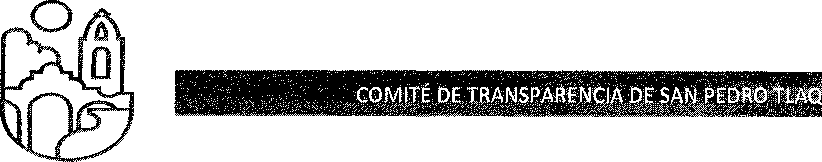 COMITÉ DE TRANSPARENCIA DE SAN PEDRO TLAQ